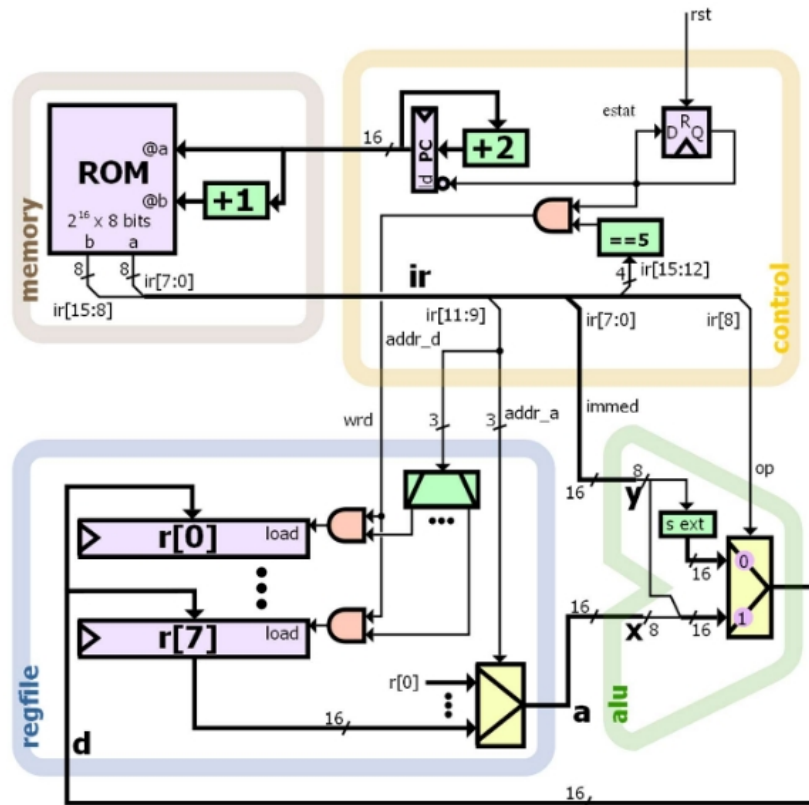 rst
estat
D R Q
16
PC
ld
+2
@a
ROM
@b
+1
2^16 x 8 bits
b a
==5
8 8
ir[7:0]
ir
4
ir[15:12]
ir[15:8]
memory
control
ir[11:9]
ir[7:0]
ir[8]
addr_d
wrd
3
3
addr_a
immed
op
16
y
8
s ext
r[0]
load
16
0
r[7]
load
16
x
8
16
1
r[0]
regfile
d
16
a
alu
16